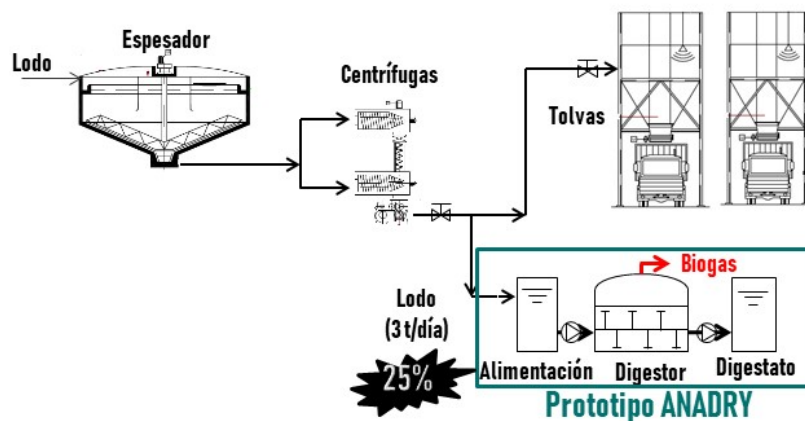 Espesador
Lodo
Centrífugas
Tolvas
Biogas
Lodo
(3 t/día)
25%
Alimentación
Digestor
Digestato
Prototipo ANADRY